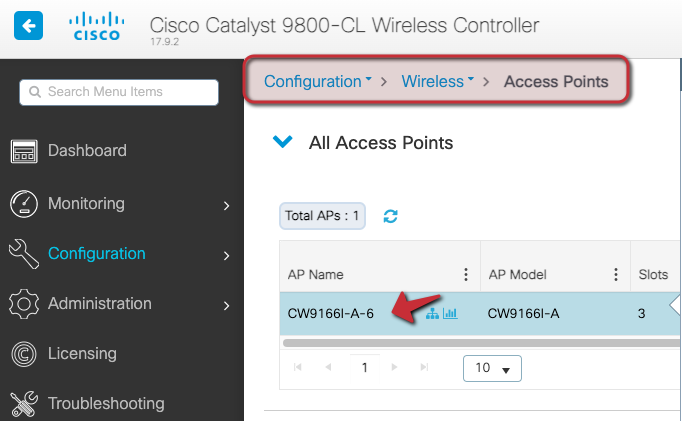 CISCO
Cisco Catalyst 9800-CL Wireless Controller
17.9.2
Search Menu Items
Dashboard
Monitoring
Configuration
Administration
Licensing
Troubleshooting
Configuration > Wireless > Access Points
All Access Points
Total APs : 1
AP Name AP Model Slots
CW9166I-A-6 CW9166I-A 3
1 10